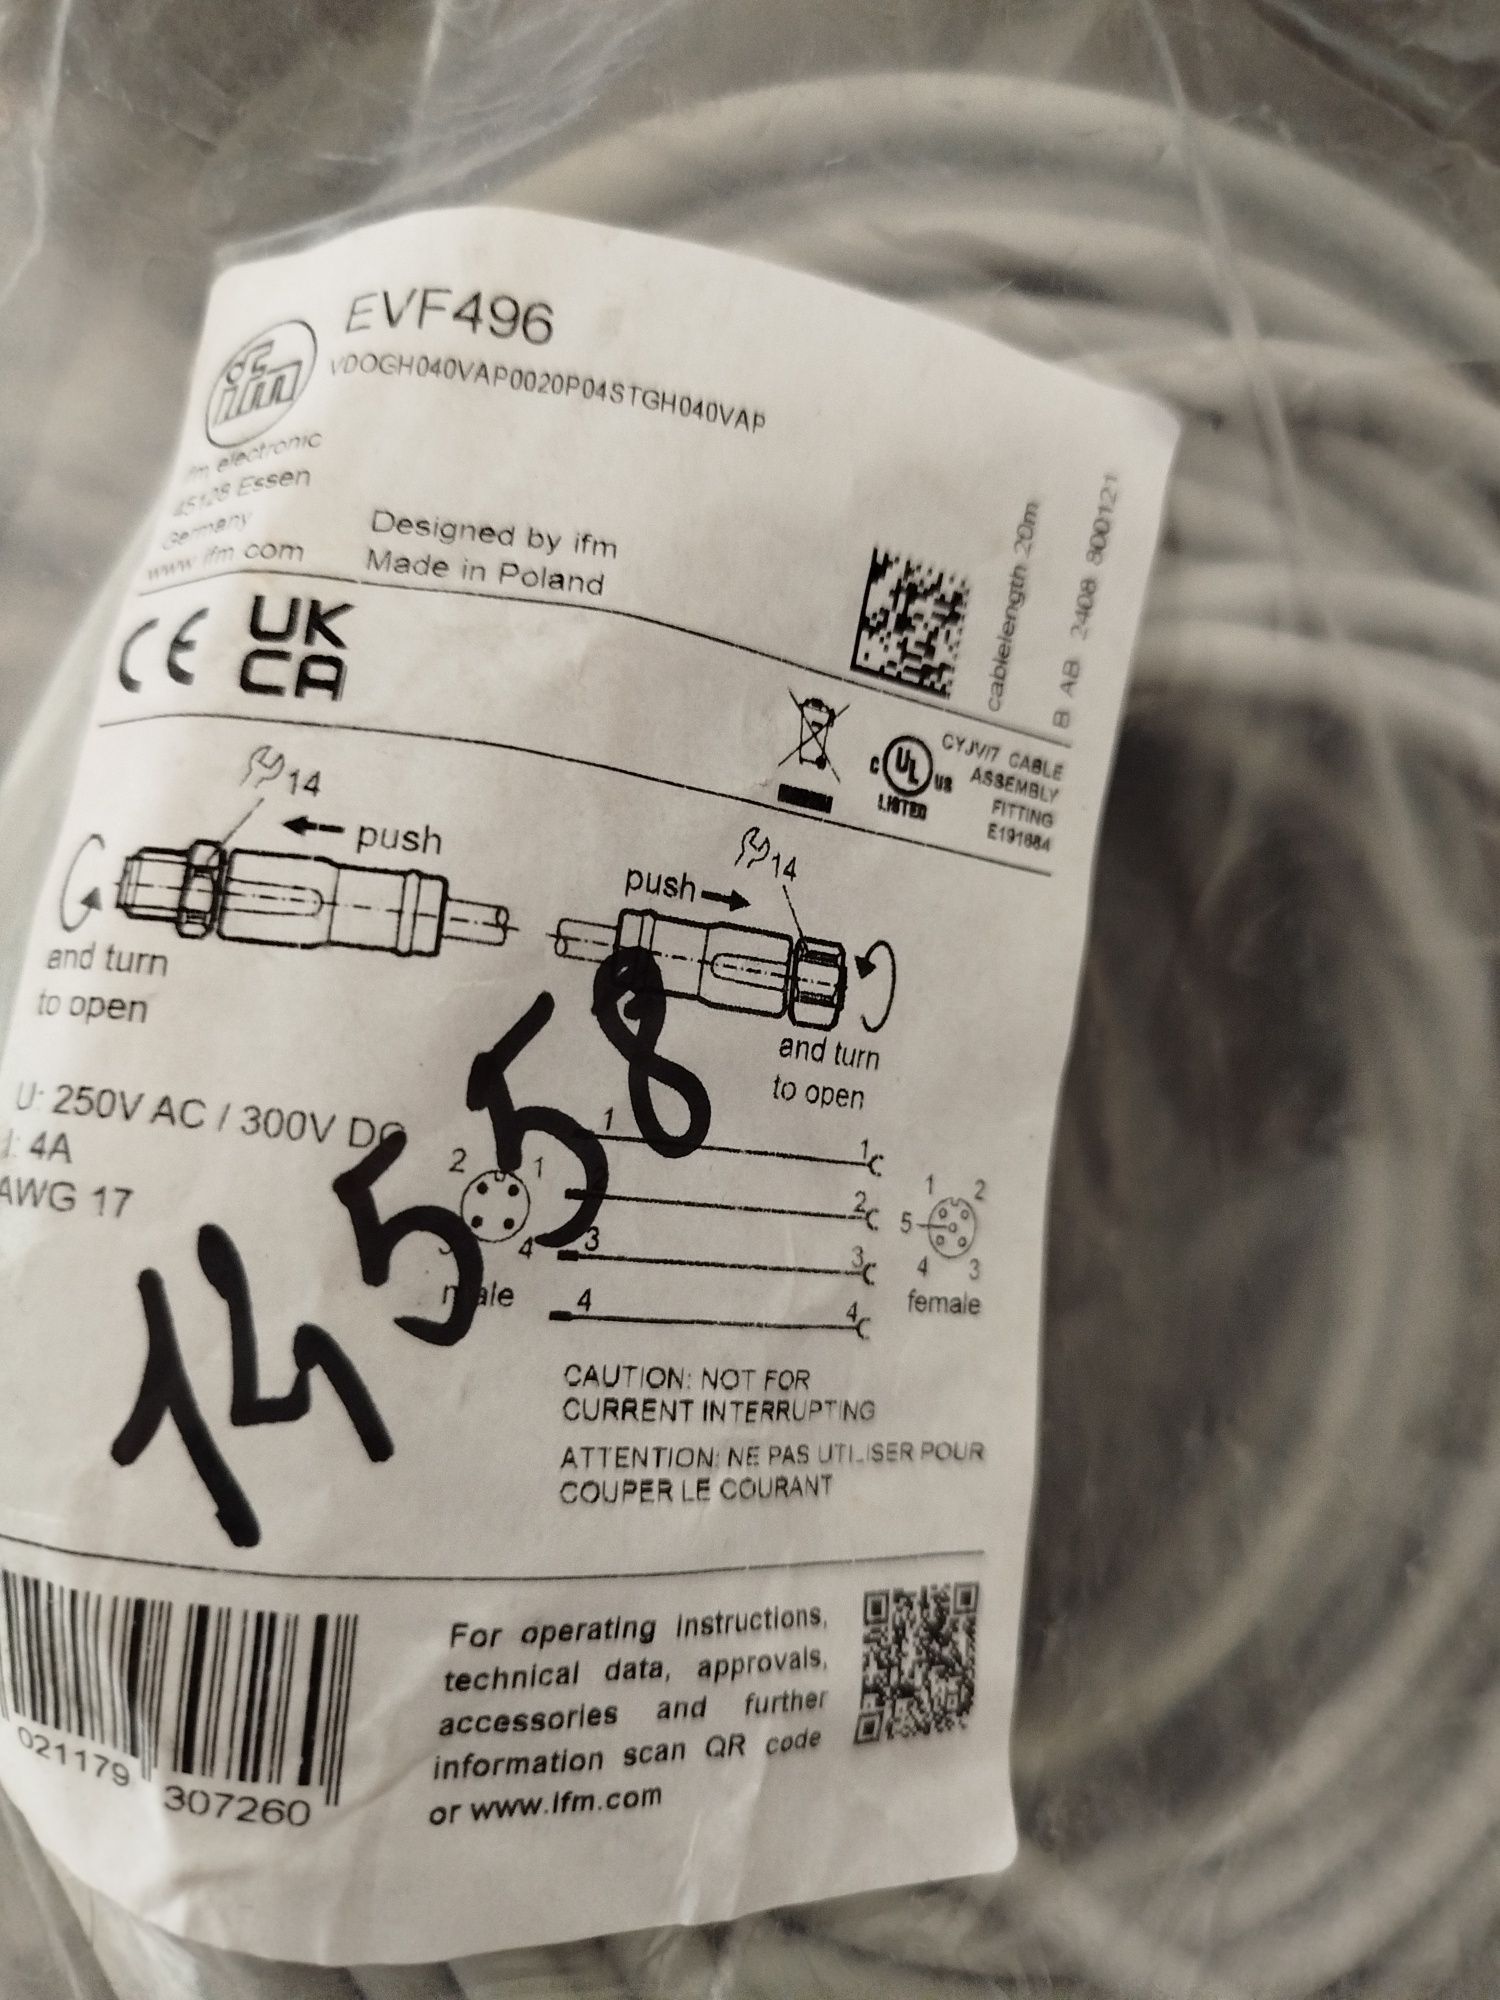 EVF496
VDOGH040VAP0020P04STGH040VAP
ifm
ifm electronic
45128 Essen
Germany
www.ifm.com
Designed by ifm
Made in Poland
cablelength 20m
B AB 2408 800121
CE
UK
CA
C UL US
LISTED
CYJV/7 CABLE
ASSEMBLY
FITTING
E191684
14
push
and turn
to open
14
push
and turn
to open
U: 250V AC / 300V DC
I: 4A
AWG 17
2 1
3 4
male
1 1
2
3 3
4 4
1 2
5
4 3
female
14558
CAUTION: NOT FOR
CURRENT INTERRUPTING
ATTENTION: NE PAS UTILISER POUR
COUPER LE COURANT
021179 307260
For operating instructions,
technical data, approvals,
accessories and further
information scan QR code
or www.ifm.com